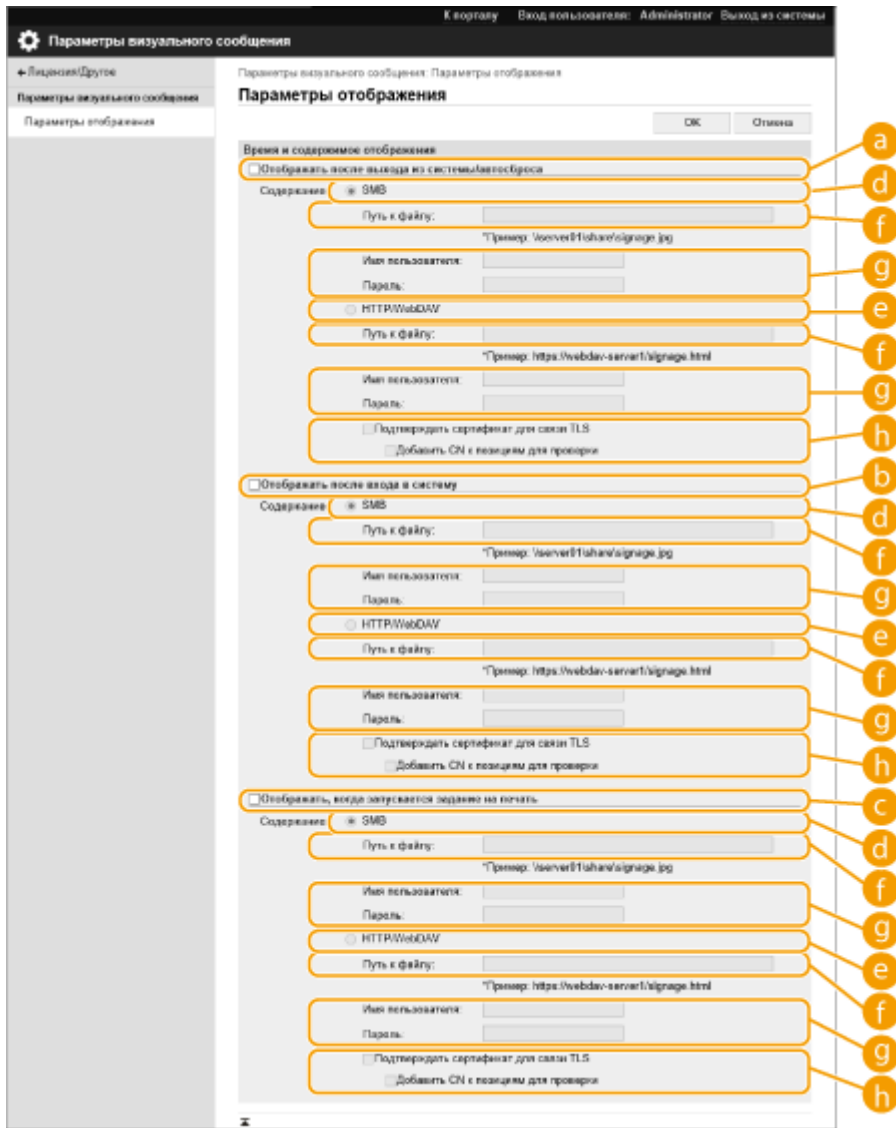 К порталу Вход пользователя: Administrator Выход из системы
Параметры визуального сообщения
Лицензия/Другое
Параметры визуального сообщения
Параметры отображения
Параметры визуального сообщения: Параметры отображения
Параметры отображения
OK Отмена
Время и содержимое отображения
Отображать после выхода из системы/автосброса a
Содержание SMB d
Путь к файлу: f
*Пример: \\server01\share\signage.jpg
Имя пользователя: g
Пароль:
HTTP/WebDAV e
Путь к файлу: f
*Пример: https://webdav-server1/signage.html
Имя пользователя: g
Пароль:
Подтверждать сертификат для связи TLS h
Добавить CN к позициям для проверки
Отображать после входа в систему b
Содержание SMB d
Путь к файлу: f
*Пример: \\server01\share\signage.jpg
Имя пользователя: g
Пароль:
HTTP/WebDAV e
Путь к файлу: f
*Пример: https://webdav-server1/signage.html
Имя пользователя: g
Пароль:
Подтверждать сертификат для связи TLS h
Добавить CN к позициям для проверки
Отображать, когда запускается задание на печать c
Содержание SMB d
Путь к файлу: f
*Пример: \\server01\share\signage.jpg
Имя пользователя: g
Пароль:
HTTP/WebDAV e
Путь к файлу: f
*Пример: https://webdav-server1/signage.html
Имя пользователя: g
Пароль:
Подтверждать сертификат для связи TLS h
Добавить CN к позициям для проверки